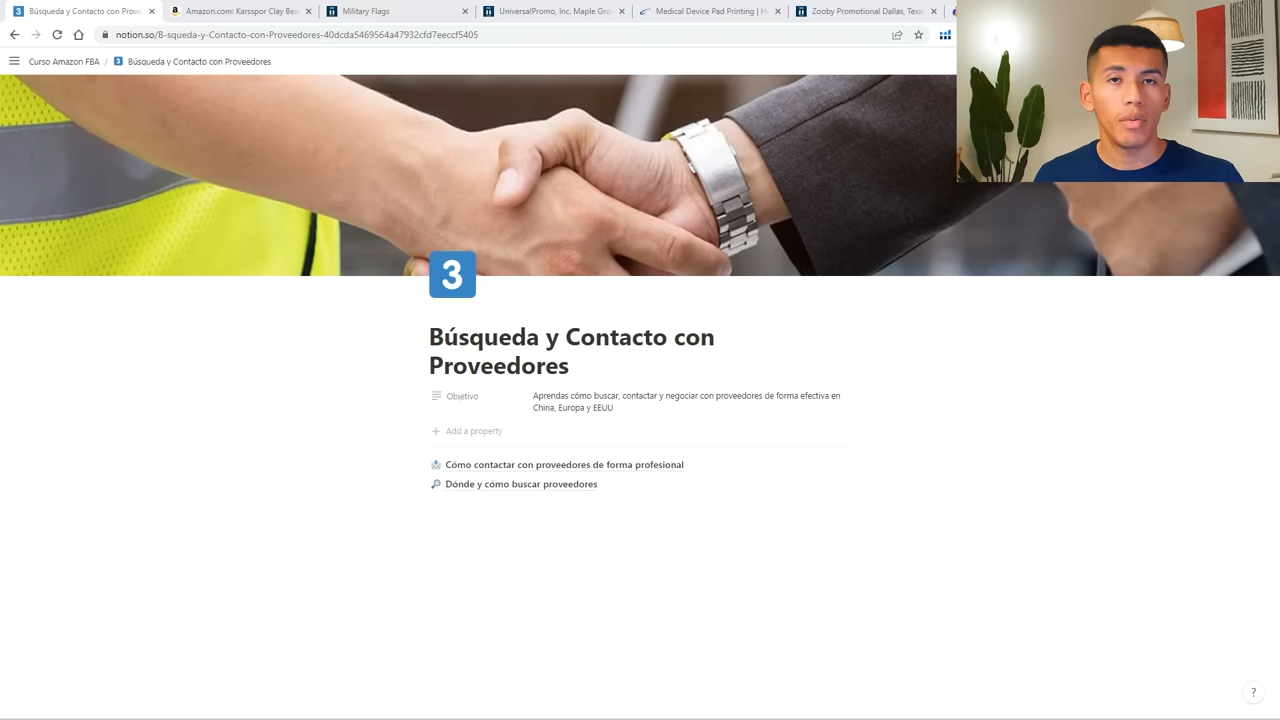 Búsqueda y Contacto con Prove
Amazon.com: Karsspor Clay Bea
Military Flags
UniversalPromo, Inc. Maple Gro
Medical Device Pad Printing | H
Zooby Promotional Dallas, Texa
notion.so/B-squeda-y-Contacto-con-Proveedores-40dcda5469564a47932cfd7eeccf5405
Curso Amazon FBA / 3 Búsqueda y Contacto con Proveedores
3
Búsqueda y Contacto con
Proveedores
Objetivo
Aprendas cómo buscar, contactar y negociar con proveedores de forma efectiva en
China, Europa y EEUU
+ Add a property
Cómo contactar con proveedores de forma profesional
Dónde y cómo buscar proveedores
?